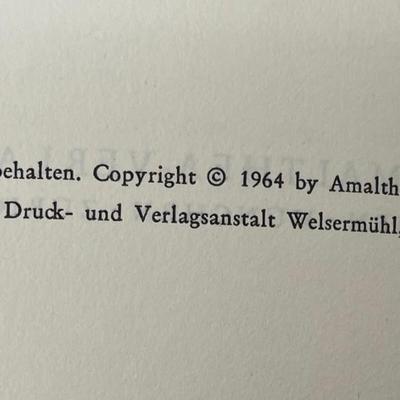 behalten. Copyright © 1964 by Amalth
Druck- und Verlagsanstalt Welsermühl,